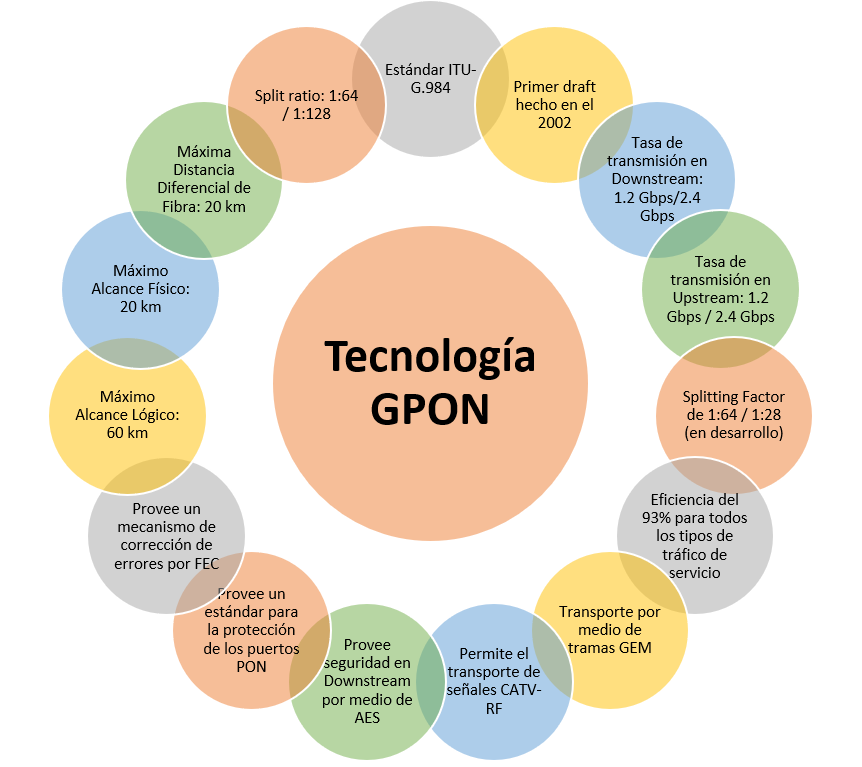 Estándar ITU-
G.984
Primer draft
hecho en el
2002
Tasa de
transmisión en
Downstream:
1.2 Gbps/2.4
Gbps
Tasa de
transmisión en
Upstream: 1.2
Gbps / 2.4 Gbps
Splitting Factor
de 1:64 / 1:28
(en desarrollo)
Eficiencia del
93% para todos
los tipos de
tráfico de
servicio
Transporte por
medio de
tramas GEM
Permite el
transporte de
señales CATV-
RF
Provee
seguridad en
Downstream
por medio de
AES
Provee un
estándar para
la protección
de los puertos
PON
Provee un
mecanismo de
corrección de
errores por FEC
Máximo
Alcance Lógico:
60 km
Máximo
Alcance Físico:
20 km
Máxima
Distancia
Diferencial de
Fibra: 20 km
Split ratio: 1:64
/ 1:128
Tecnología
GPON